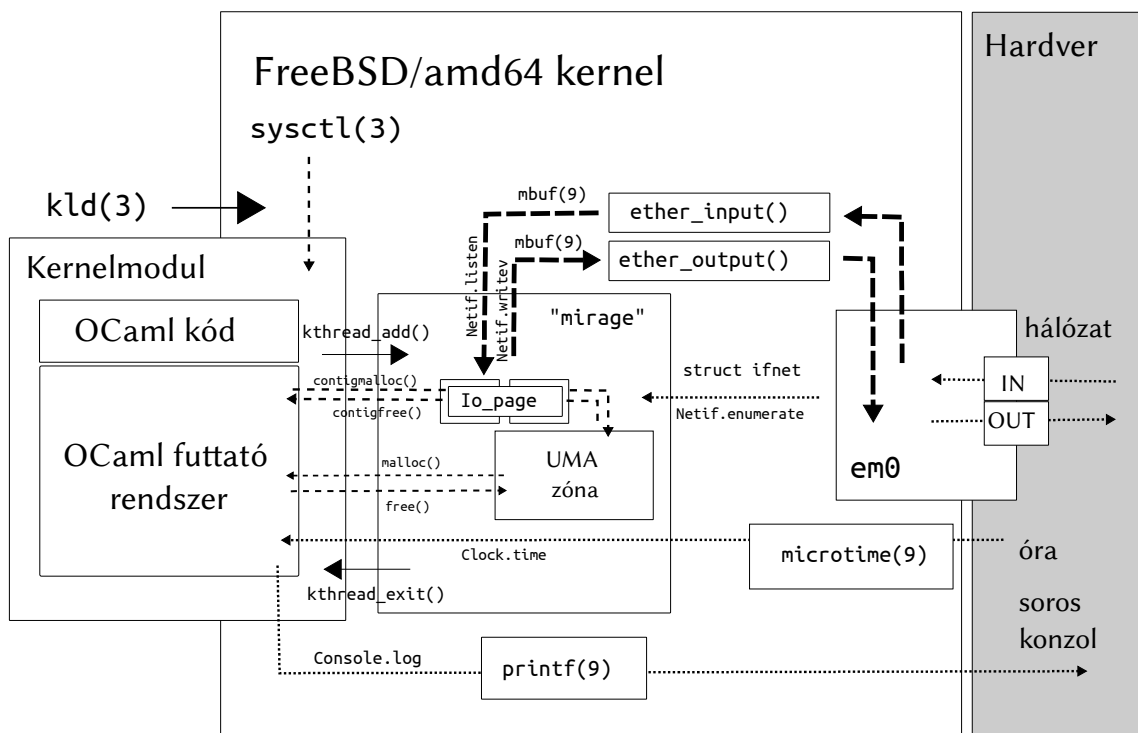 FreeBSD/amd64 kernel
Hardver
sysctl(3)
kld(3)
mbuf(9)
ether_input()
mbuf(9)
ether_output()
Netif.listen
Netif.writev
Kernelmodul
OCaml kód
kthread_add()
"mirage"
hálózat
struct ifnet
IN
contigmalloc()
Io_page
contigfree()
Netif.enumerate
OUT
OCaml futtató
rendszer
malloc()
UMA
zóna
em0
free()
Clock.time
microtime(9)
óra
kthread_exit()
soros
konzol
Console.log
printf(9)